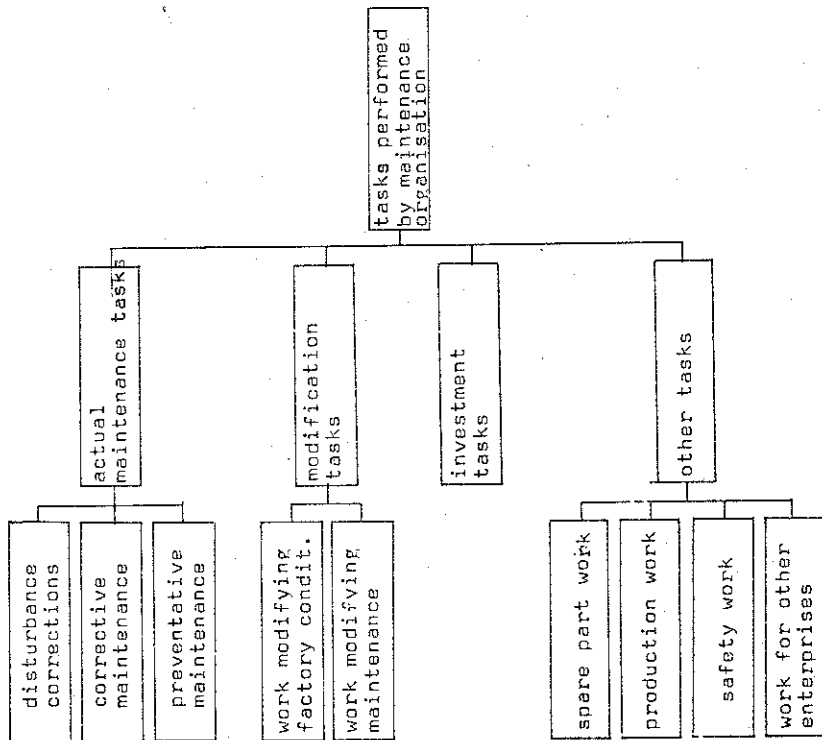 tasks performed
by maintenance
organisation
actual
maintenance tasks
disturbance
corrections
corrective
maintenance
preventative
maintenance
modification
tasks
work modifying
factory condit.
work modifying
maintenance
investment
tasks
other tasks
spare part work
production work
safety work
work for other
enterprises